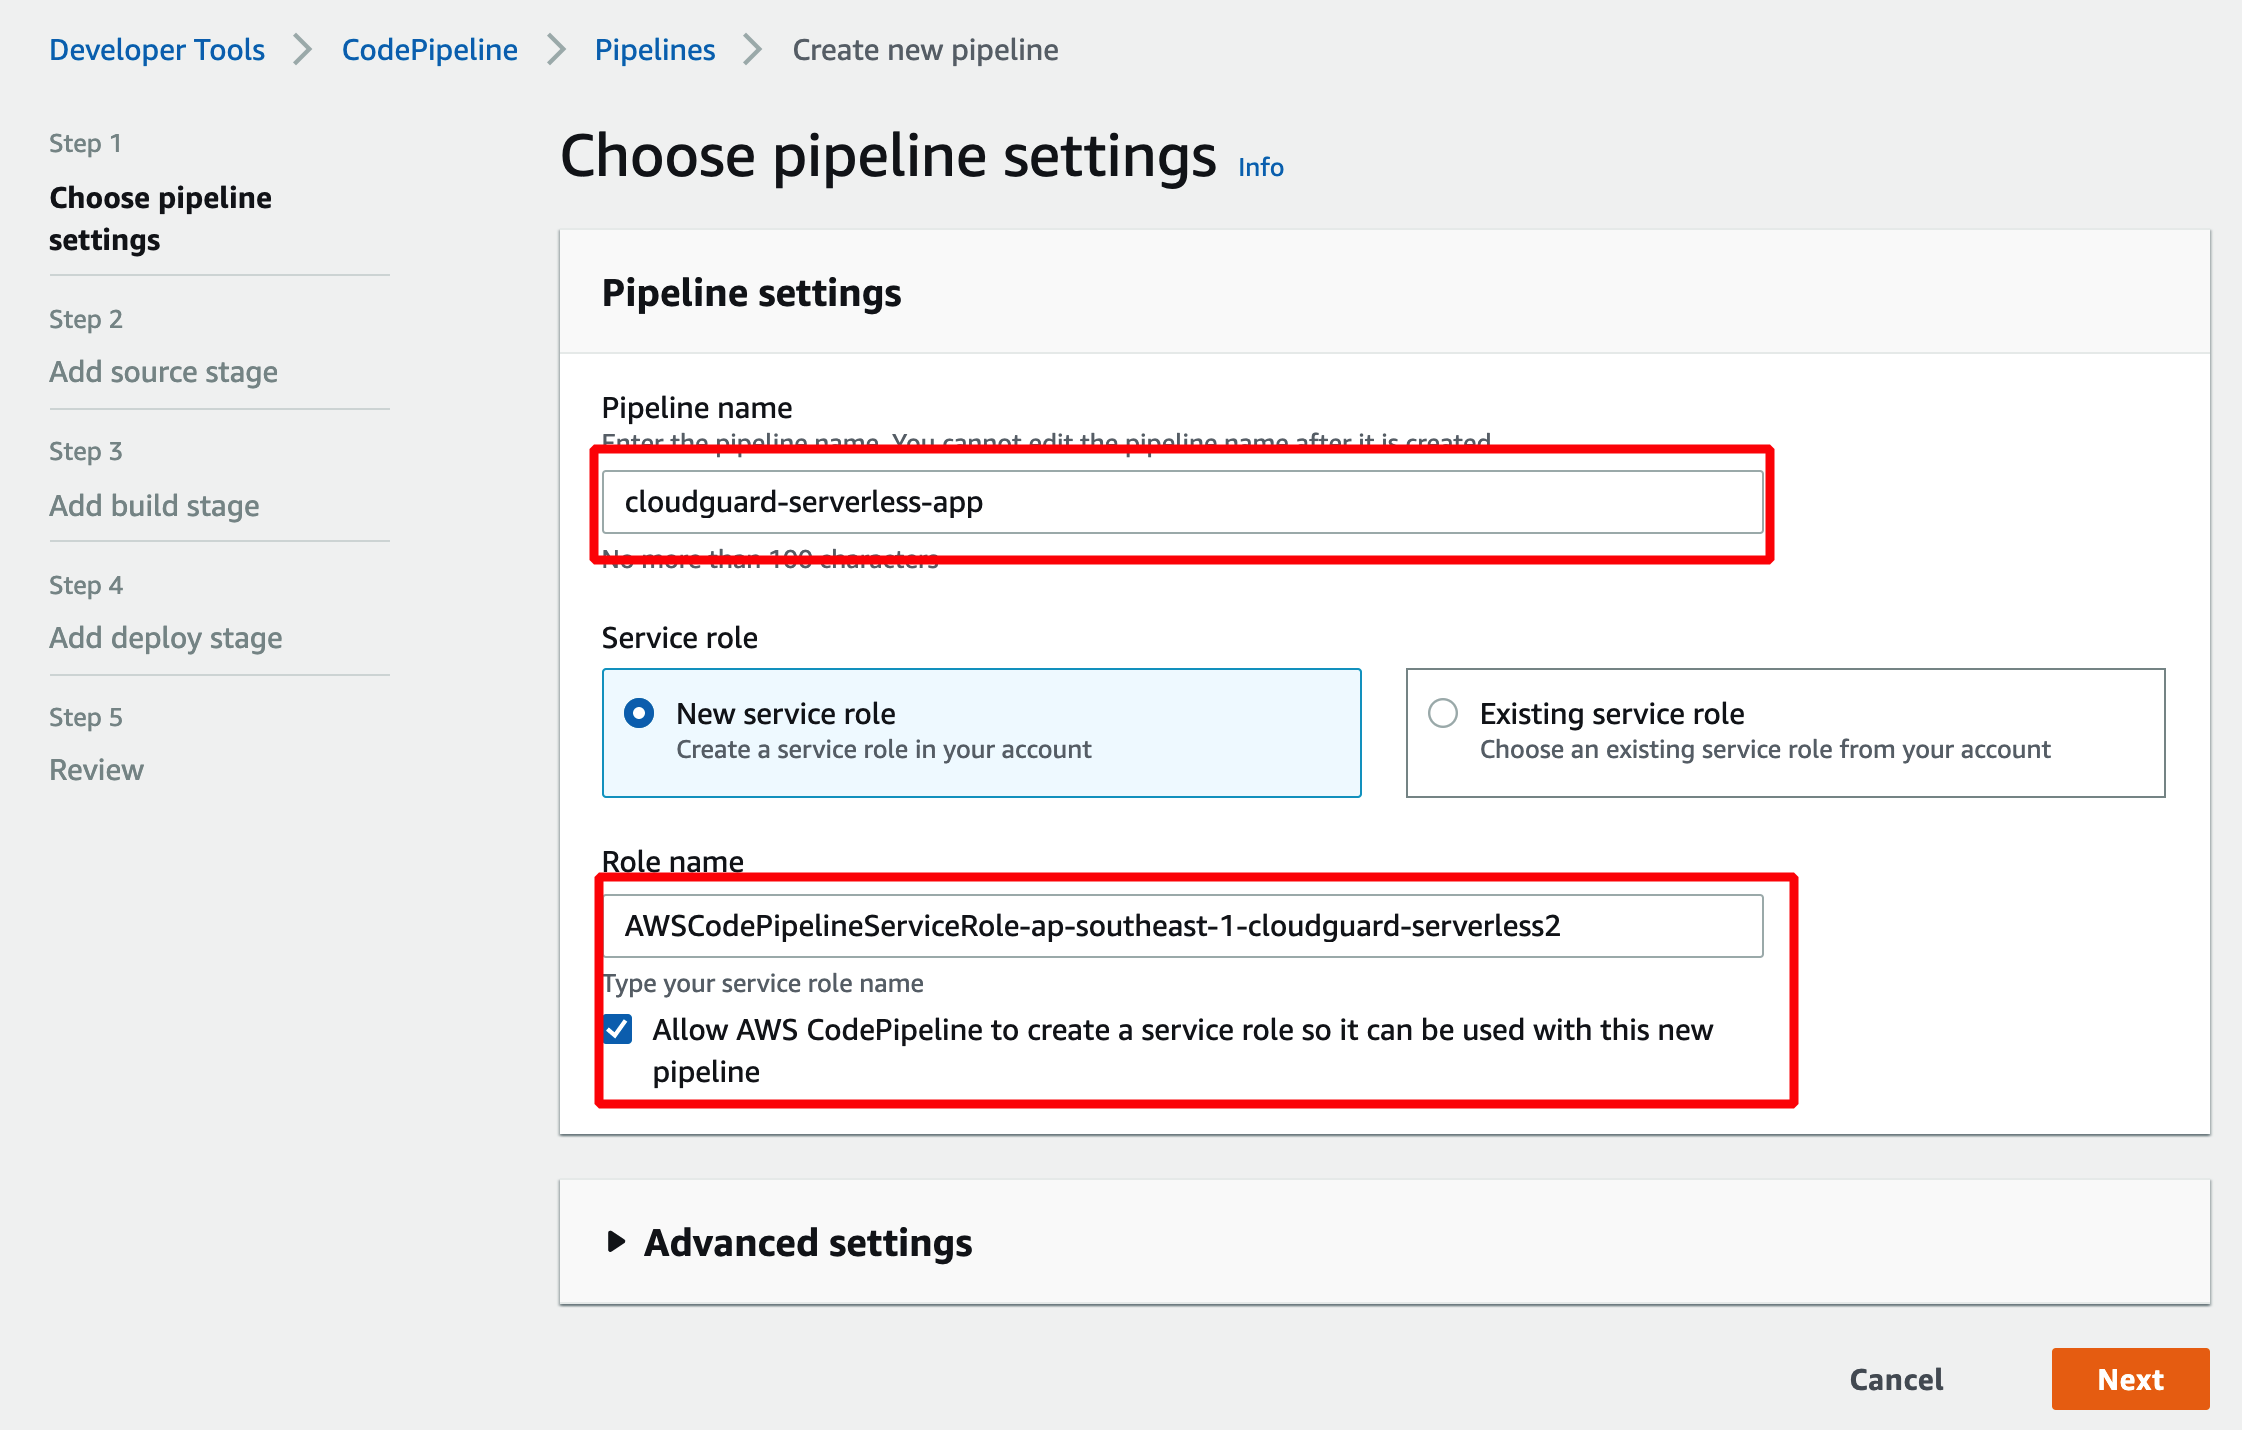 Developer Tools > CodePipeline > Pipelines > Create new pipeline
Step 1
Choose pipeline
settings
Step 2
Add source stage
Step 3
Add build stage
Step 4
Add deploy stage
Step 5
Review
Choose pipeline settings Info
Pipeline settings
Pipeline name
Enter the pipeline name. You cannot edit the pipeline name after it is created.
cloudguard-serverless-app
No more than 100 characters
Service role
New service role
Create a service role in your account
Existing service role
Choose an existing service role from your account
Role name
AWSCodePipelineServiceRole-ap-southeast-1-cloudguard-serverless2
Type your service role name
Allow AWS CodePipeline to create a service role so it can be used with this new
pipeline
Advanced settings
Cancel
Next